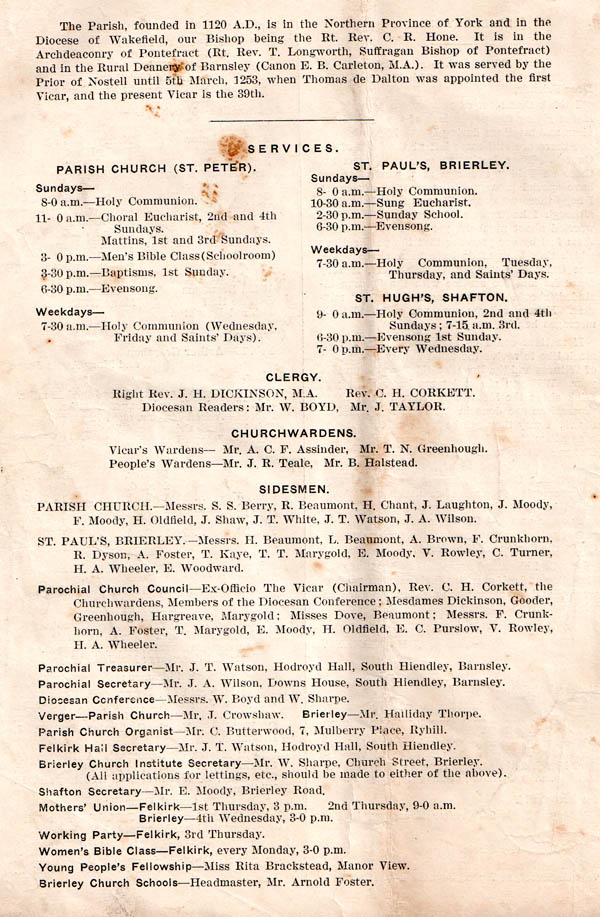 The Parish, founded in 1120 A.D., is in the Northern Province of York and in the
Diocese of Wakefield, our Bishop being the Rt. Rev. C. R. Hone. It is in the
Archdeaconry of Pontefract (Rt. Rev. T. Longworth, Suffragan Bishop of Pontefract)
and in the Rural Deanery of Barnsley (Canon E. B. Carleton, M.A.). It was served by the
Prior of Nostell until 5th March, 1253, when Thomas de Dalton was appointed the first
Vicar, and the present Vicar is the 39th.
SERVICES.
PARISH CHURCH (ST. PETER).
Sundays—
8-0 a.m.—Holy Communion.
11- 0 a.m.—Choral Eucharist, 2nd and 4th
Sundays.
Mattins, 1st and 3rd Sundays.
3- 0 p.m.—Men's Bible Class (Schoolroom)
3-30 p.m.—Baptisms, 1st Sunday.
6-30 p.m.—Evensong.
Weekdays—
7-30 a.m.—Holy Communion (Wednesday,
Friday and Saints' Days).
ST. PAUL'S, BRIERLEY.
Sundays—
8- 0 a.m.—Holy Communion.
10-30 a.m.—Sung Eucharist.
2-30 p.m.—Sunday School.
6-30 p.m.—Evensong.
Weekdays—
7-30 a.m.—Holy Communion, Tuesday,
Thursday, and Saints' Days.
ST. HUGH'S, SHAFTON.
9- 0 a.m.—Holy Communion, 2nd and 4th
Sundays; 7-15 a.m. 3rd.
6-30 p.m.—Evensong 1st Sunday.
7- 0 p.m.—Every Wednesday.
CLERGY.
Right Rev. J. H. DICKINSON, M.A. Rev. C. H. CORKETT.
Diocesan Readers: Mr. W. BOYD, Mr. J. TAYLOR.
CHURCHWARDENS.
Vicar's Wardens— Mr. A. C. F. Assinder, Mr. T. N. Greenhough.
People's Wardens—Mr. J. R. Teale, Mr. B. Halstead.
SIDESMEN.
PARISH CHURCH.—Messrs. S. S. Berry, R. Beaumont, H. Chant, J. Laughton, J. Moody,
F. Moody, H. Oldfield, J. Shaw, J. T. White, J. T. Watson, J. A. Wilson.
ST. PAUL'S, BRIERLEY.—Messrs. H. Beaumont, L. Beaumont, A. Brown, F. Crunkhorn,
R. Dyson, A. Foster, T. Kaye, T. T. Marygold, E. Moody, V. Rowley, C. Turner,
H. A. Wheeler, E. Woodward.
Parochial Church Council—Ex-Officio The Vicar (Chairman), Rev. C. H. Corkett, the
Churchwardens, Members of the Diocesan Conference; Mesdames Dickinson, Gooder,
Greenhough, Hargreave, Marygold; Misses Dove, Beaumont; Messrs. F. Crunk-
horn, A. Foster, T. Marygold, E. Moody, H. Oldfield, E. C. Purslow, V. Rowley,
H. A. Wheeler.
Parochial Treasurer—Mr. J. T. Watson, Hodroyd Hall, South Hiendley, Barnsley.
Parochial Secretary—Mr. J. A. Wilson, Downs House, South Hiendley, Barnsley.
Diocesan Conference—Messrs. W. Boyd and W. Sharpe.
Verger—Parish Church—Mr. J. Crowshaw. Brierley—Mr. Halliday Thorpe.
Parish Church Organist—Mr. C. Butterwood, 7, Mulberry Place, Ryhill.
Felkirk Hall Secretary—Mr. J. T. Watson, Hodroyd Hall, South Hiendley.
Brierley Church Institute Secretary—Mr. W. Sharpe, Church Street, Brierley.
(All applications for lettings, etc., should be made to either of the above).
Shafton Secretary—Mr. E. Moody, Brierley Road.
Mothers' Union—Felkirk—1st Thursday, 3 p.m. 2nd Thursday, 9-0 a.m.
Brierley—4th Wednesday, 3-0 p.m.
Working Party—Felkirk, 3rd Thursday.
Women's Bible Class—Felkirk, every Monday, 3-0 p.m.
Young People's Fellowship—Miss Rita Brackstead, Manor View.
Brierley Church Schools—Headmaster, Mr. Arnold Foster.